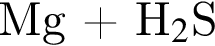 Mg + H₂S